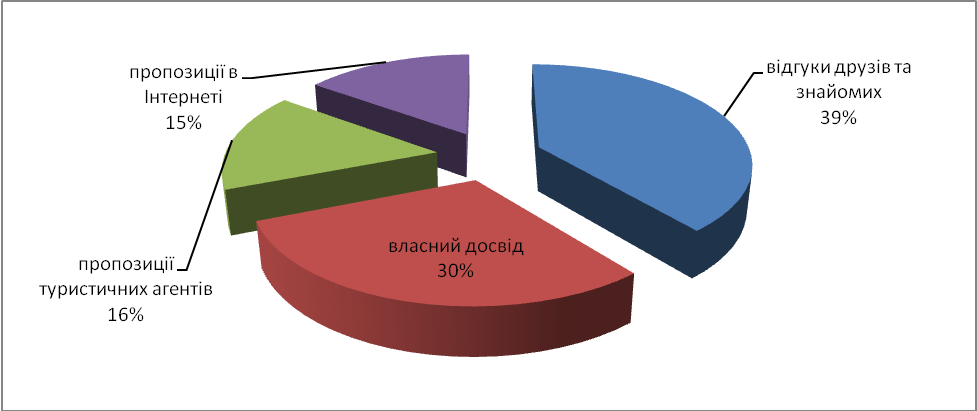 пропозиції в
Інтернеті
15%
відгуки друзів та
знайомих
39%
власний досвід
30%
пропозиції
туристичних агентів
16%